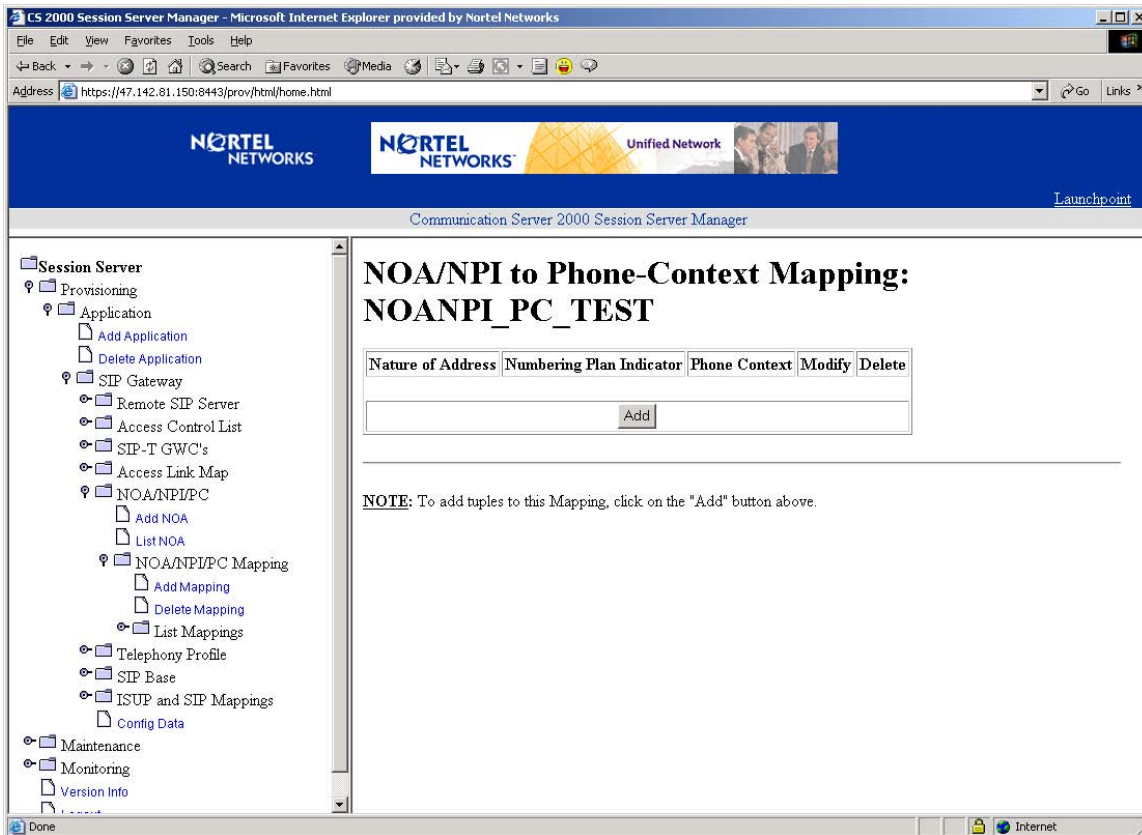 CS 2000 Session Server Manager - Microsoft Internet Explorer provided by Nortel Networks
File Edit View Favorites Tools Help
Back Search Favorites Media
Address https://47.142.81.150:8443/prov/html/home.html Go Links »
NORTEL NETWORKS
NORTEL NETWORKS™ Unified Network
Launchpoint
Communication Server 2000 Session Server Manager
Session Server
Provisioning
Application
Add Application
Delete Application
SIP Gateway
Remote SIP Server
Access Control List
SIP-T GWC's
Access Link Map
NOA/NPI/PC
Add NOA
List NOA
NOA/NPI/PC Mapping
Add Mapping
Delete Mapping
List Mappings
Telephony Profile
SIP Base
ISUP and SIP Mappings
Config Data
Maintenance
Monitoring
Version Info
NOA/NPI to Phone-Context Mapping:
NOANPI_PC_TEST
Nature of Address Numbering Plan Indicator Phone Context Modify Delete
Add
NOTE: To add tuples to this Mapping, click on the "Add" button above.
Done Internet